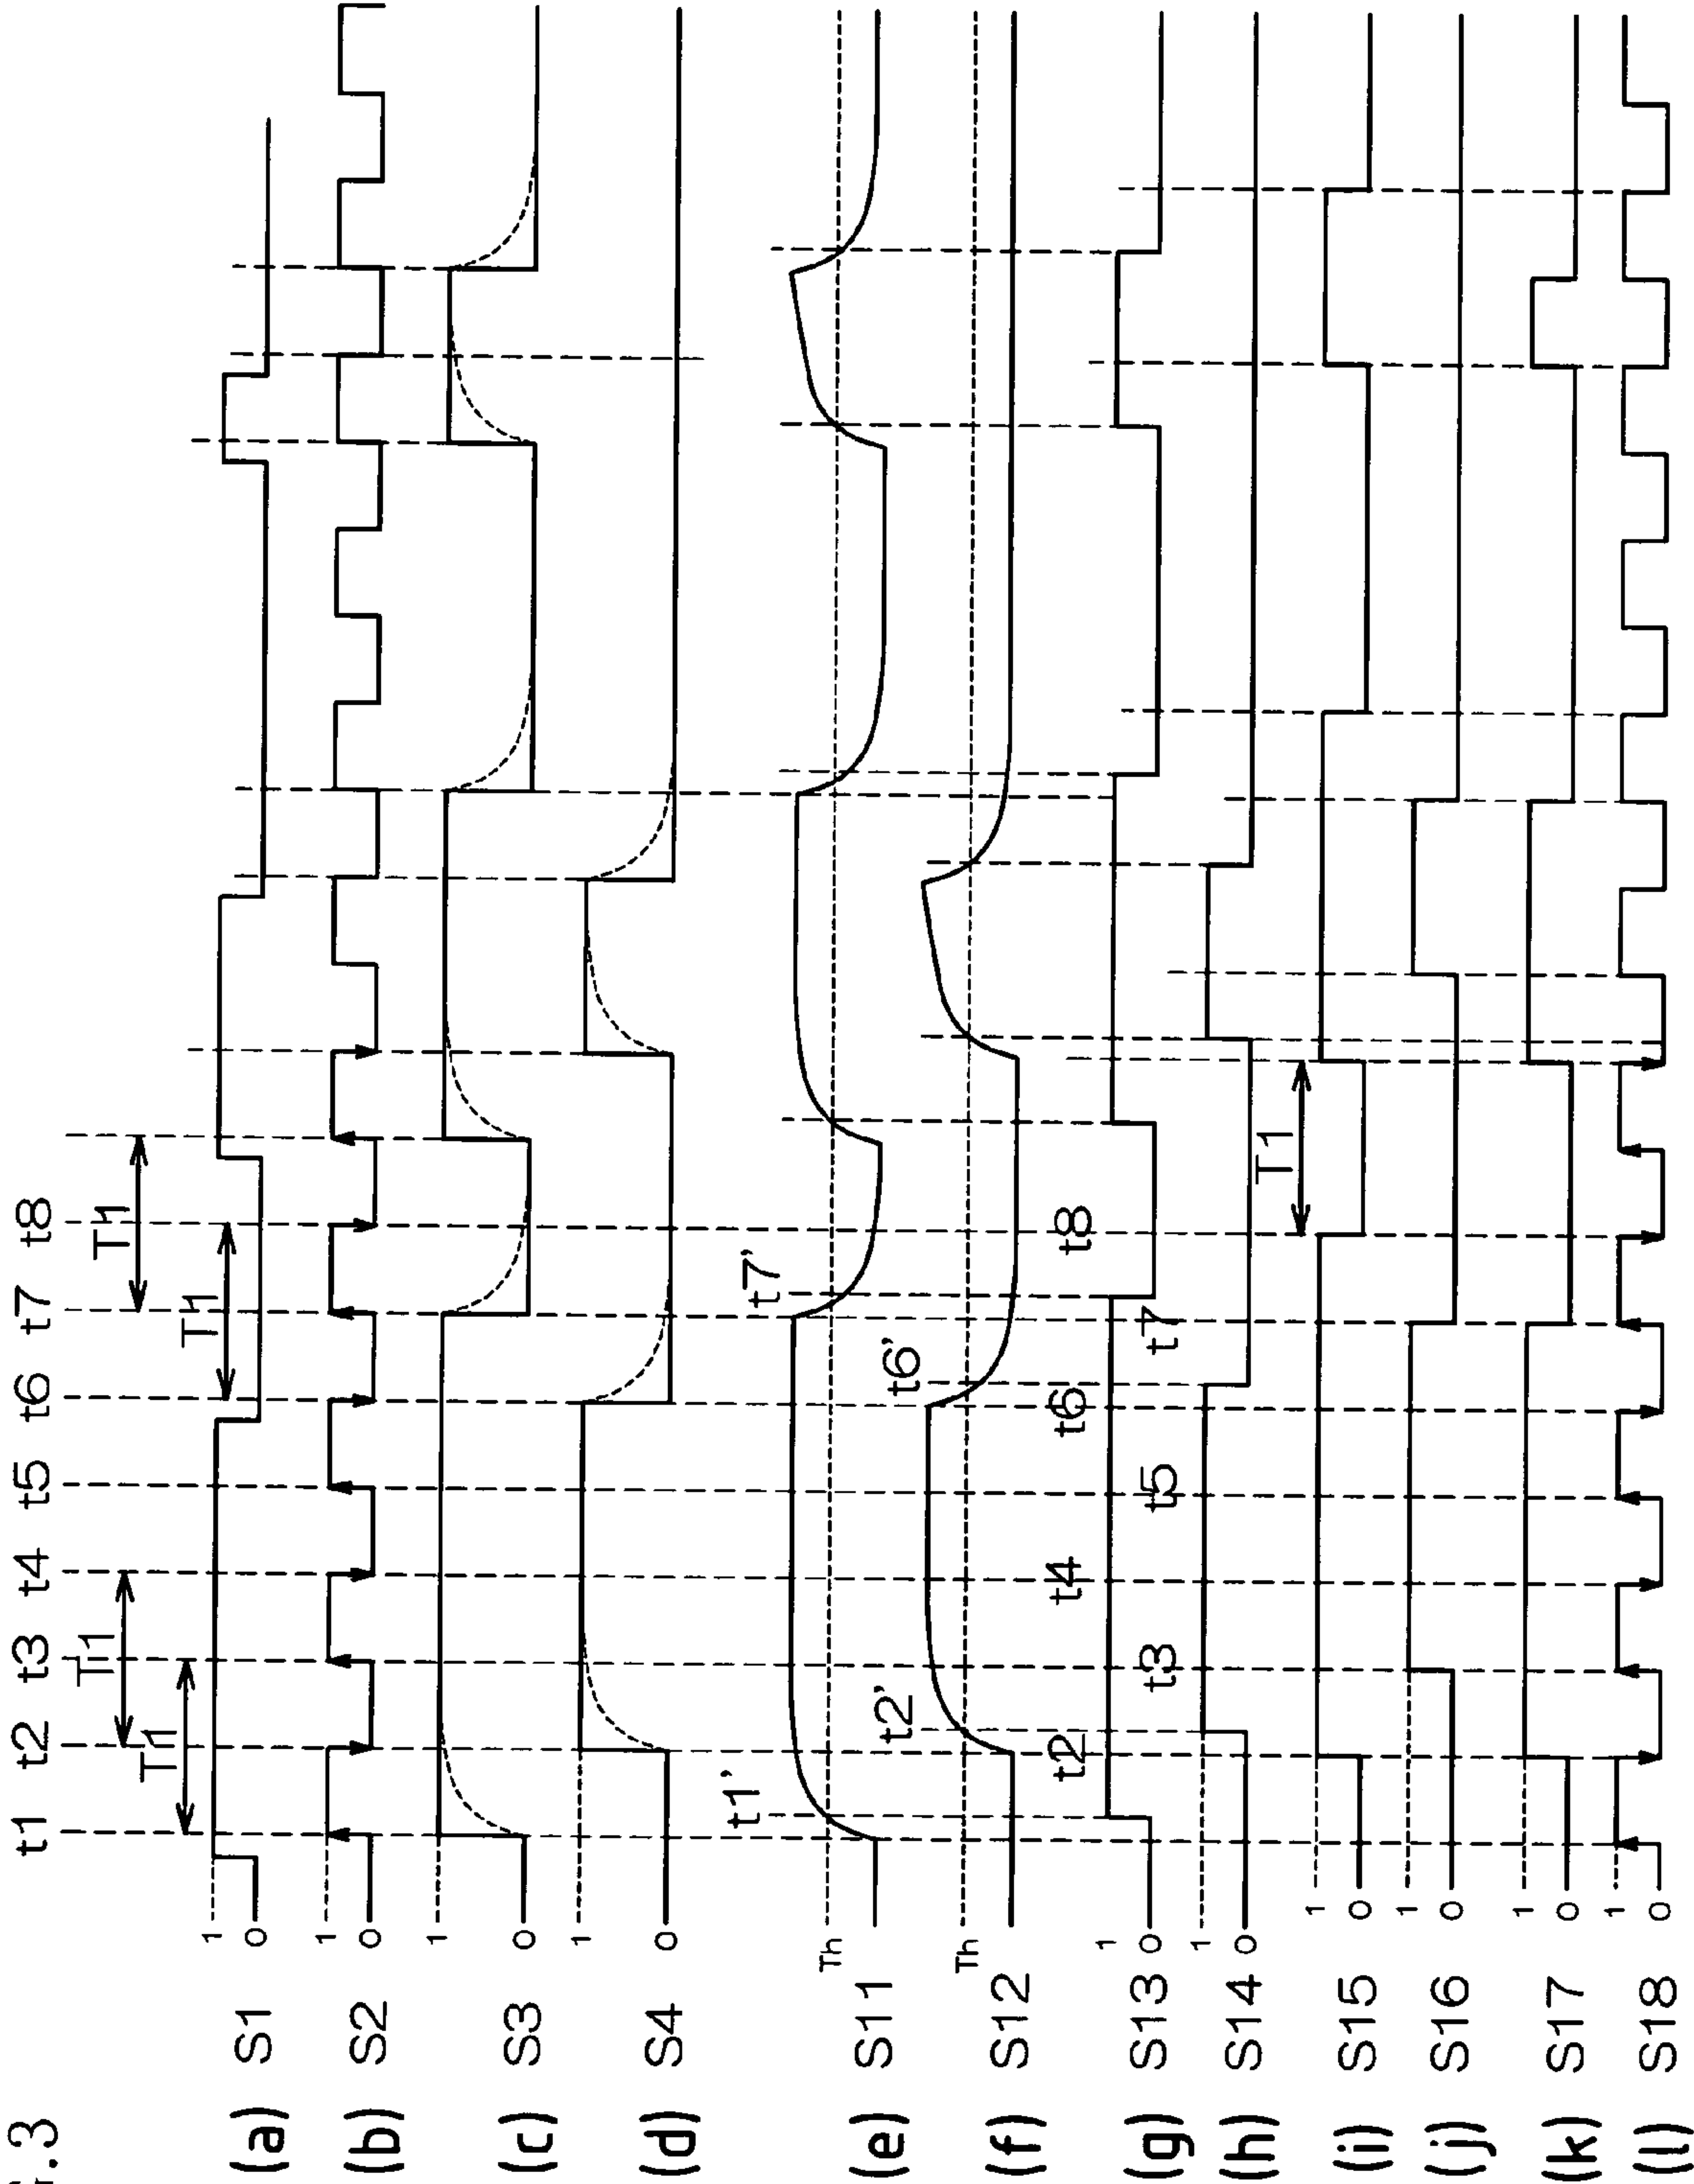 G.3
t1 t2 t3 t4 t5 t6 t7 t8
T1 T1 T1 T1
(a) S1 1 0
(b) S2 1 0
(c) S3 1 0
(d) S4 1 0
t1' t7'
(e) S11 Th
t2' t6'
(f) S12 Th
t2 t4 t6 t8
(g) S13 1 0
t3 t5 t7
(h) S14 1 0
T1
(i) S15 1 0
(j) S16 1 0
(k) S17 1 0
(l) S18 1 0